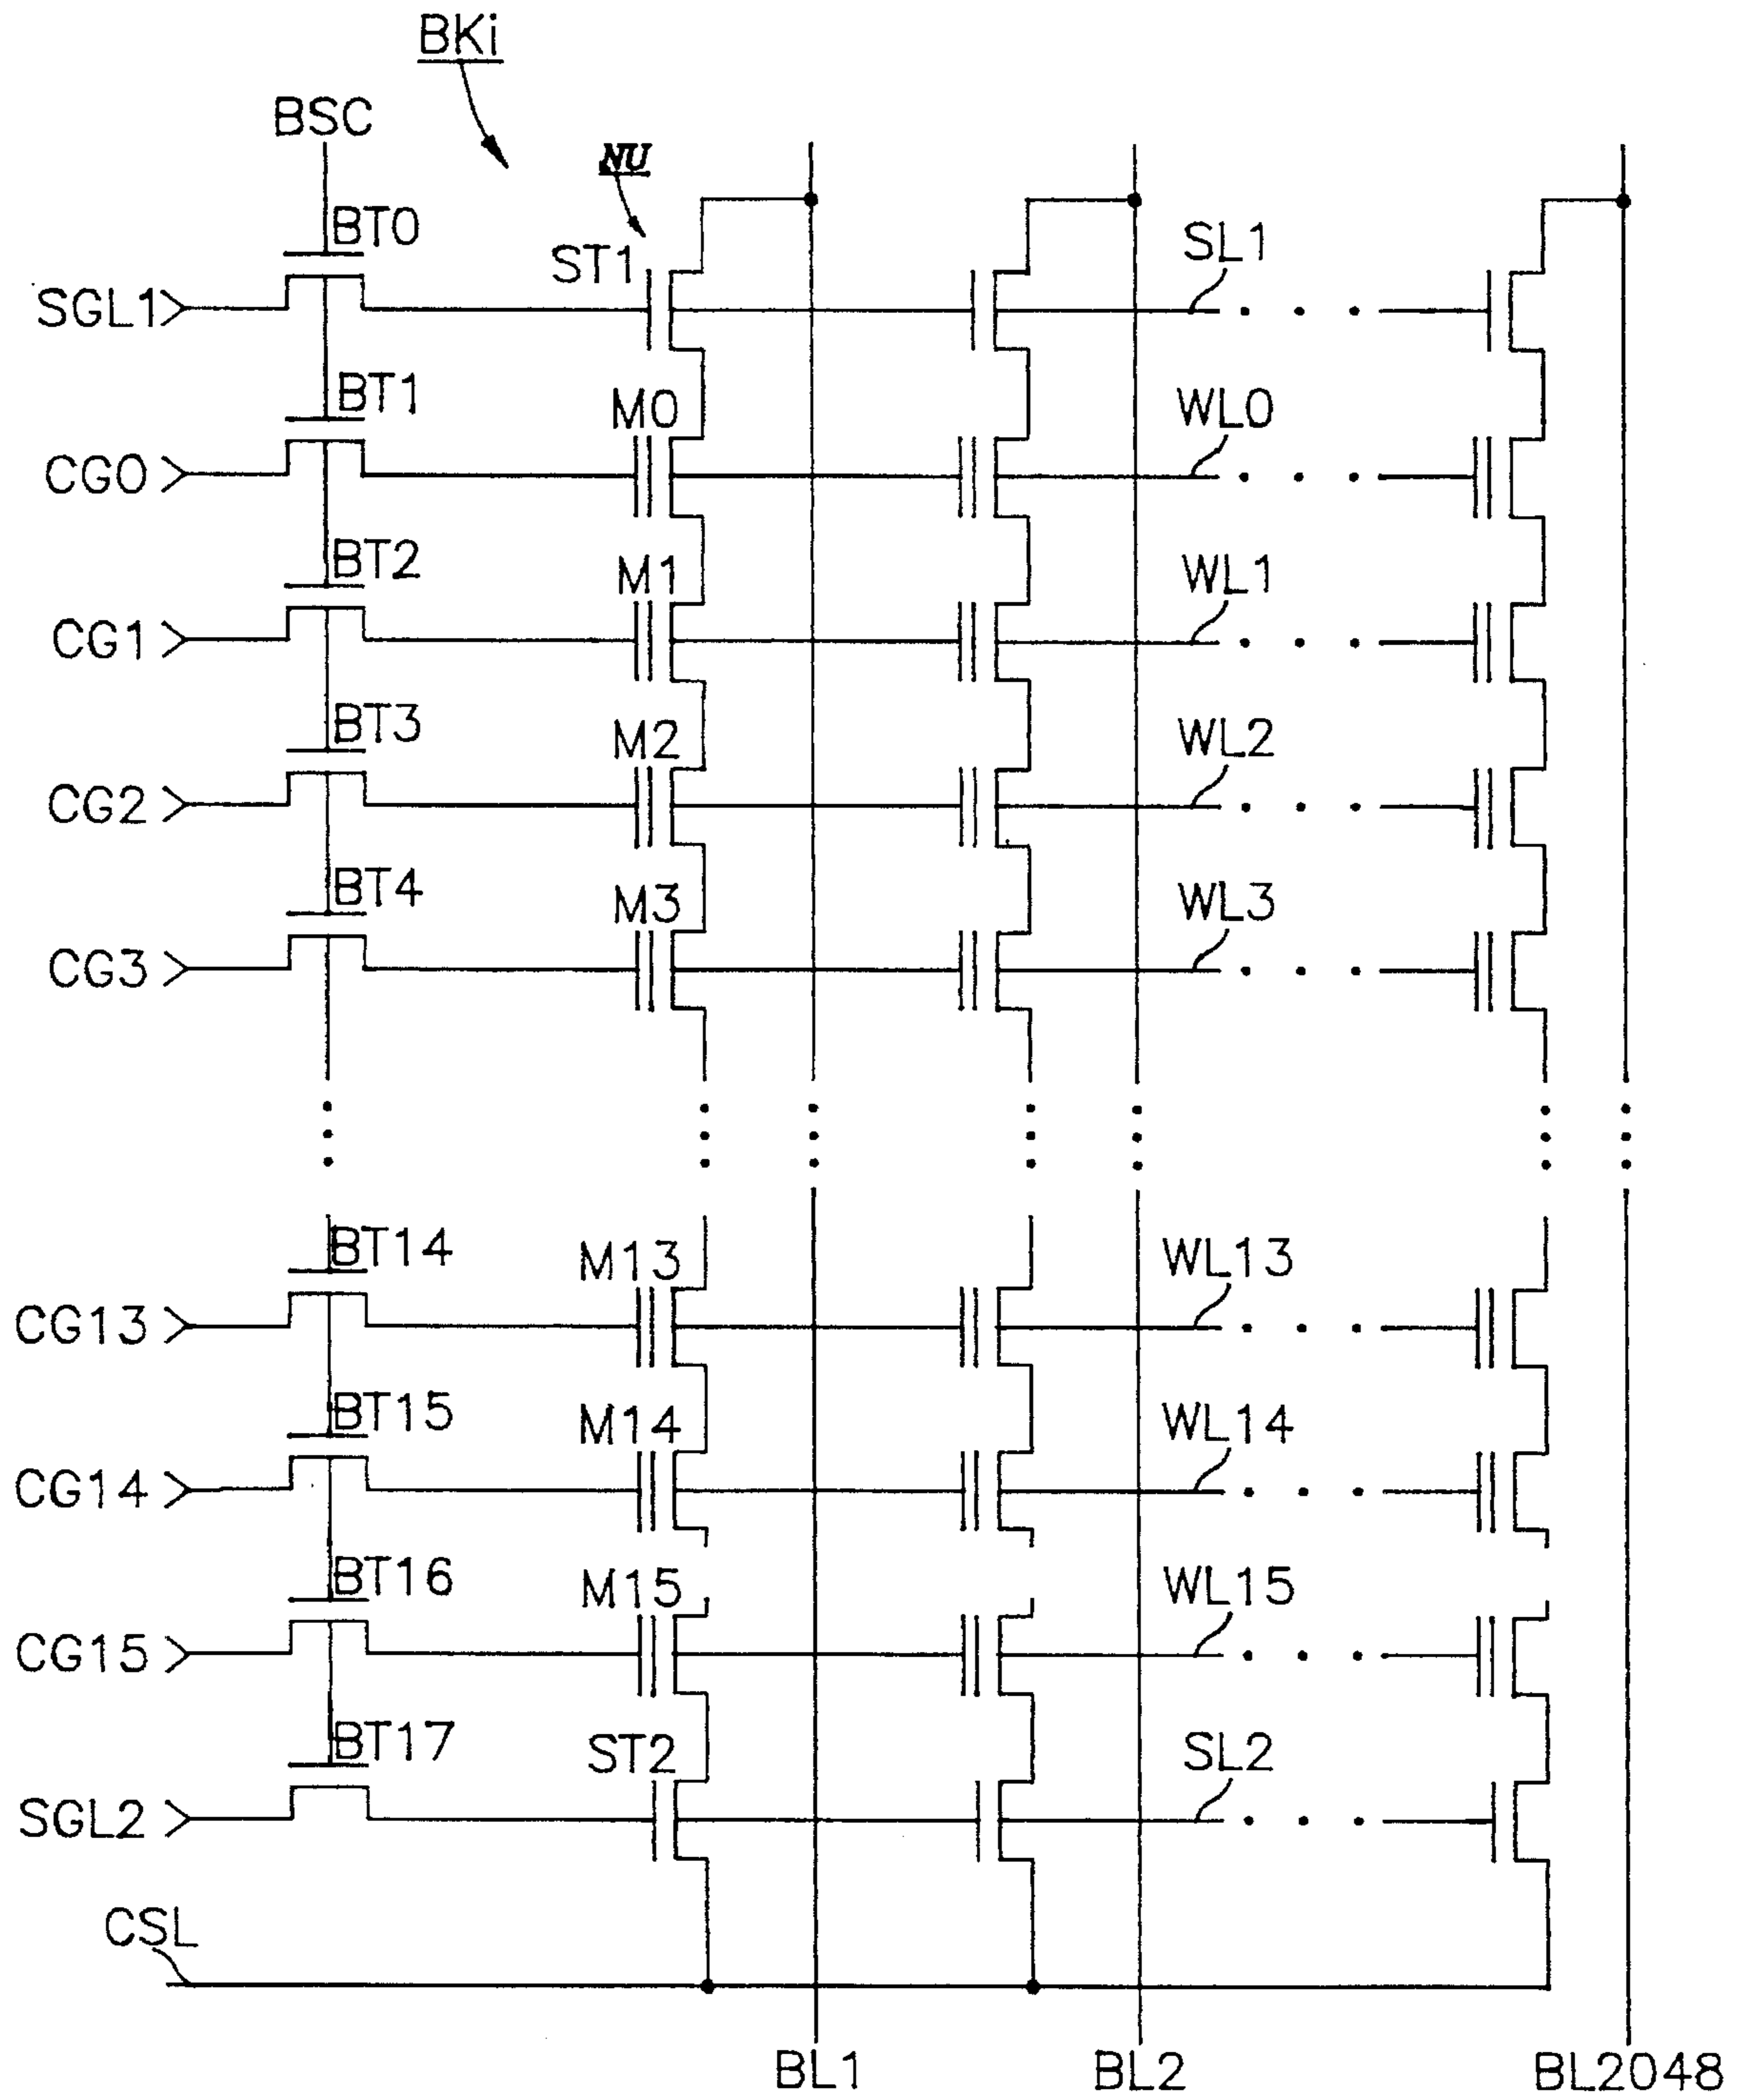 BKi
BSC
NU
BT0
ST1
SL1
SGL1
BT1
M0
WL0
CG0
BT2
M1
WL1
CG1
BT3
M2
WL2
CG2
BT4
M3
WL3
CG3
BT14
M13
WL13
CG13
BT15
M14
WL14
CG14
BT16
M15
WL15
CG15
BT17
ST2
SL2
SGL2
CSL
BL1
BL2
BL2048